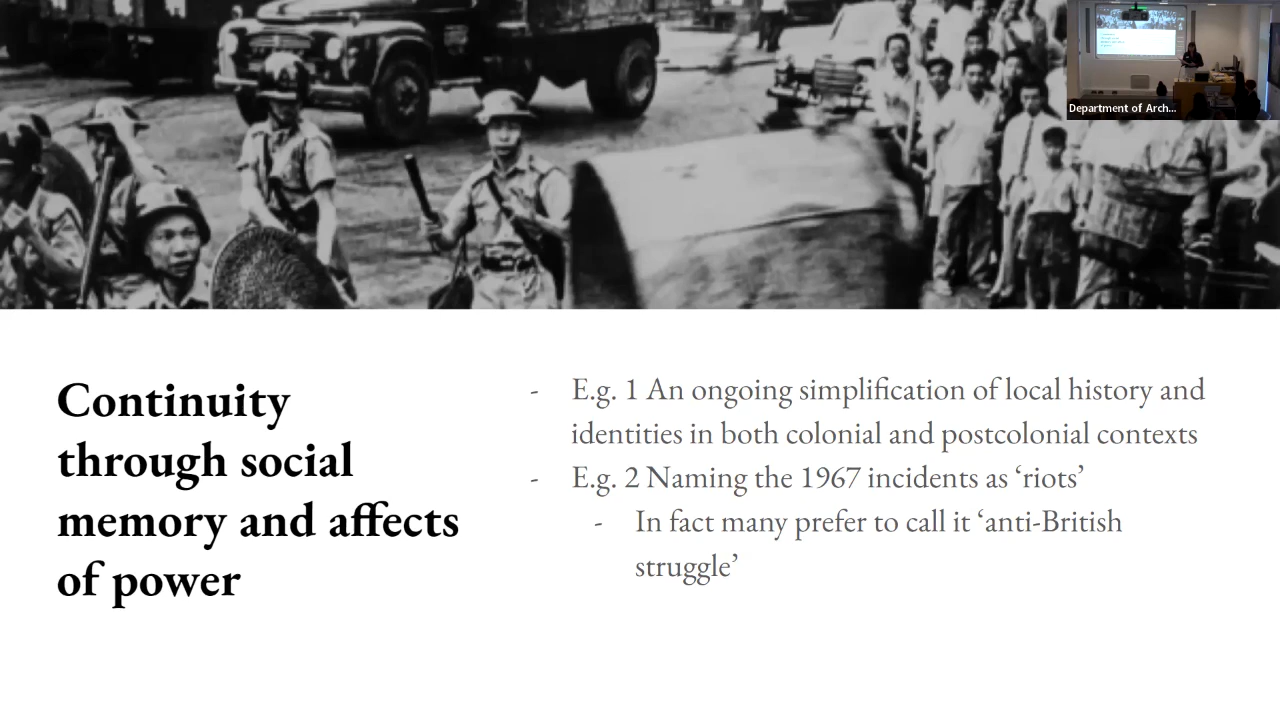 Department of Arch...
Continuity
through social
memory and affects
of power
- E.g. 1 An ongoing simplification of local history and
identities in both colonial and postcolonial contexts
- E.g. 2 Naming the 1967 incidents as ‘riots’
- In fact many prefer to call it ‘anti-British
struggle’